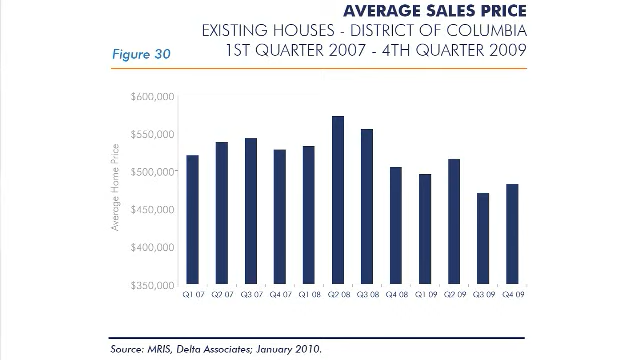 AVERAGE SALES PRICE
EXISTING HOUSES - DISTRICT OF COLUMBIA
Figure 30 1ST QUARTER 2007 - 4TH QUARTER 2009
Average Home Price
$600,000
$550,000
$500,000
$450,000
$400,000
$350,000
Q1 07 Q2 07 Q3 07 Q4 07 Q1 08 Q2 08 Q3 08 Q4 08 Q1 09 Q2 09 Q3 09 Q4 09
Source: MRIS, Delta Associates; January 2010.